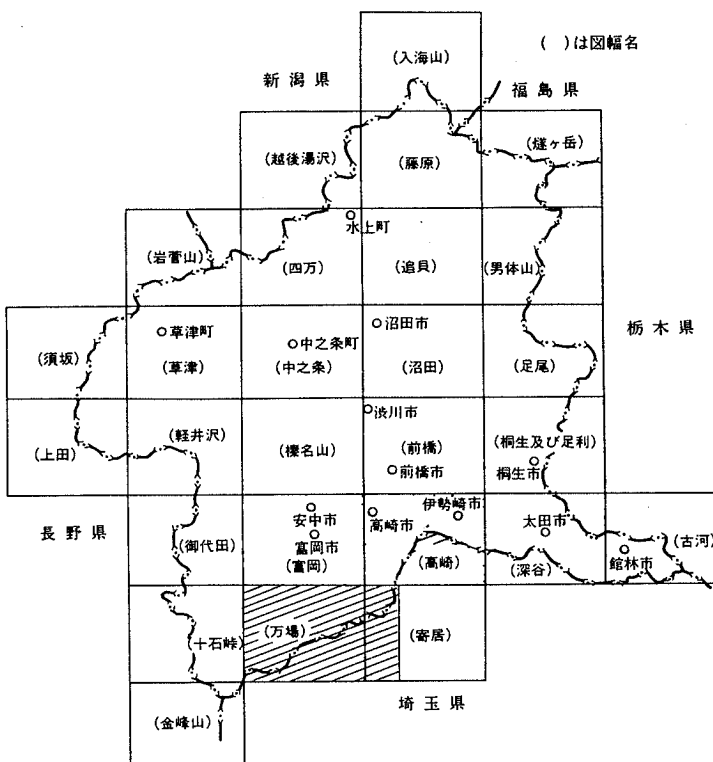 ( )は図幅名
(入海山)
新潟県
福島県
(越後湯沢)
(藤原)
(燧ヶ岳)
水上町
(岩菅山)
(四万)
(追貝)
(男体山)
栃木県
草津町
沼田市
中之条町
(須坂)
(草津)
(中之条)
(沼田)
(足尾)
渋川市
(軽井沢)
(上田)
(榛名山)
(前橋)
(桐生及び足利)
前橋市
桐生市
長野県
安中市
高崎市
伊勢崎市
太田市
(御代田)
富岡市
(富岡)
(高崎)
(深谷)
館林市
(古河)
(十石峠)
(万場)
(寄居)
埼玉県
(金峰山)